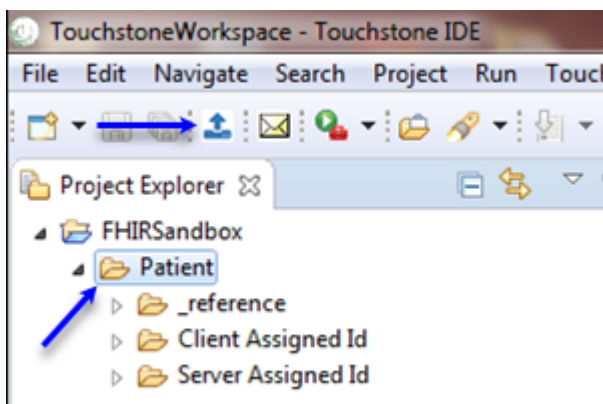 TouchstoneWorkspace - Touchstone IDE
File Edit Navigate Search Project Run
Project Explorer
FHIRSandbox
Patient
_reference
Client Assigned Id
Server Assigned Id